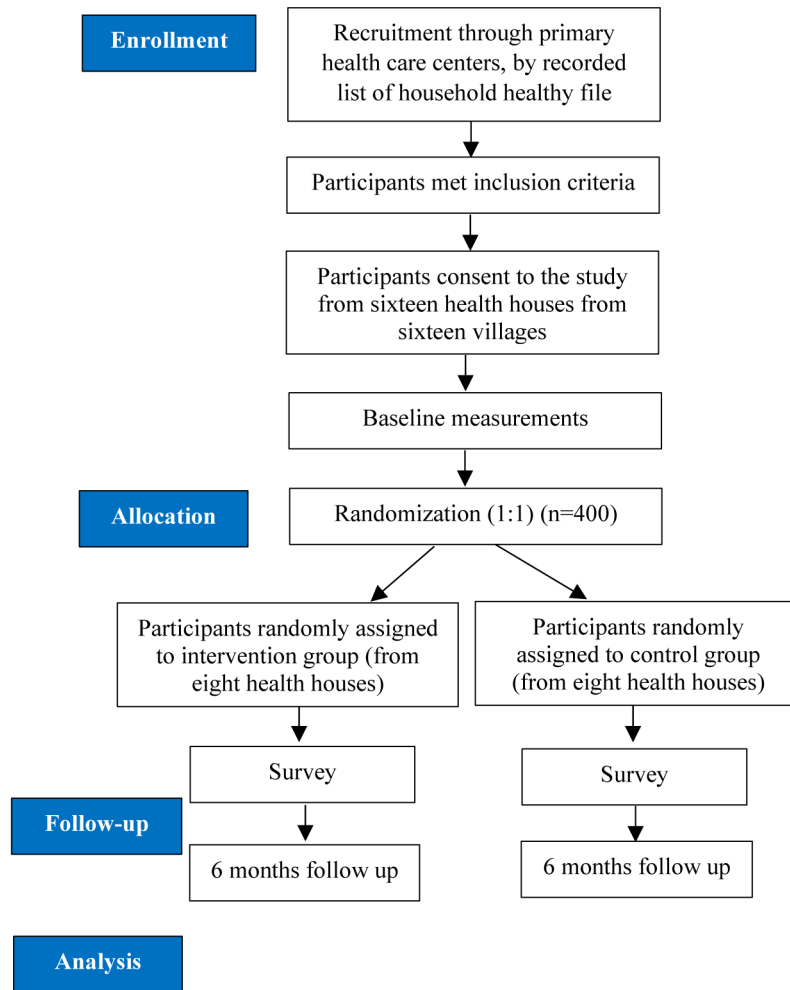 Enrollment
Recruitment through primary
health care centers, by recorded
list of household healthy file
Participants met inclusion criteria
Participants consent to the study
from sixteen health houses from
sixteen villages
Baseline measurements
Allocation
Randomization (1:1) (n=400)
Participants randomly assigned
to intervention group (from
eight health houses)
Participants randomly
assigned to control group
(from eight health houses)
Survey
Survey
Follow-up
6 months follow up
6 months follow up
Analysis